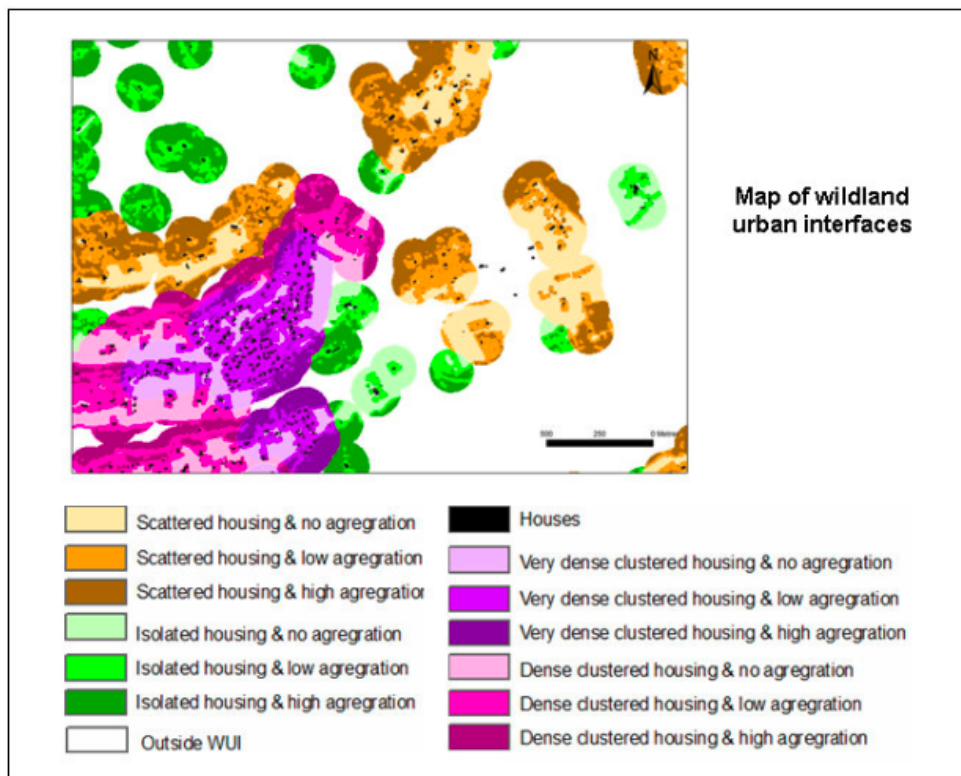 N
Map of wildland
urban interfaces
500 250 0 Metre
Scattered housing & no agregration
Scattered housing & low agregration
Scattered housing & high agregration
Isolated housing & no agregration
Isolated housing & low agregration
Isolated housing & high agregration
Outside WUI
Houses
Very dense clustered housing & no agregration
Very dense clustered housing & low agregration
Very dense clustered housing & high agregration
Dense clustered housing & no agregration
Dense clustered housing & low agregration
Dense clustered housing & high agregration